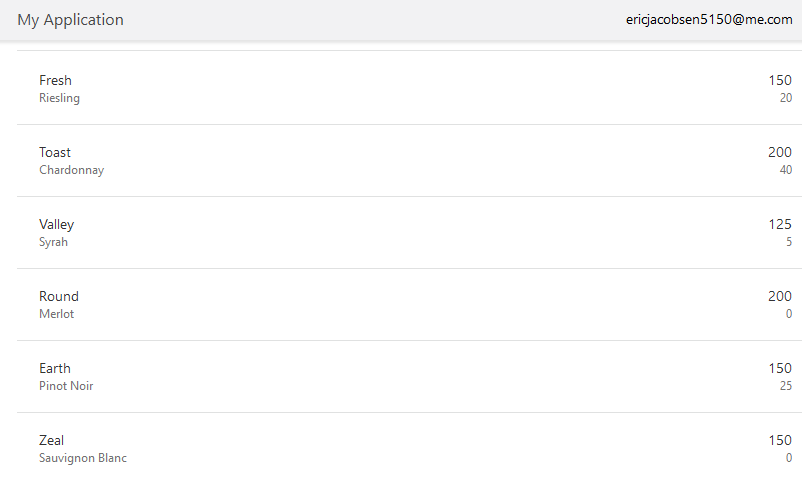 My Application ericjacobsen5150@me.com
Fresh 150
Riesling 20
Toast 200
Chardonnay 40
Valley 125
Syrah 5
Round 200
Merlot 0
Earth 150
Pinot Noir 25
Zeal 150
Sauvignon Blanc 0